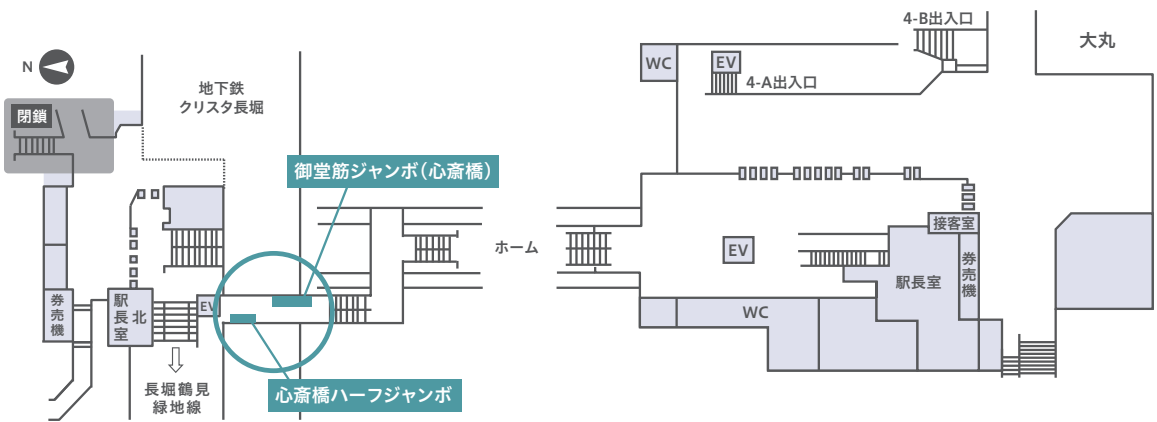 N
閉鎖
地下鉄
クリスタ長堀
御堂筋ジャンボ(心斎橋)
券売機
駅長室
北
EV
長堀鶴見
緑地線
心斎橋ハーフジャンボ
ホーム
WC
EV
4-A出入口
4-B出入口
大丸
EV
接客室
駅長室
券売機
WC